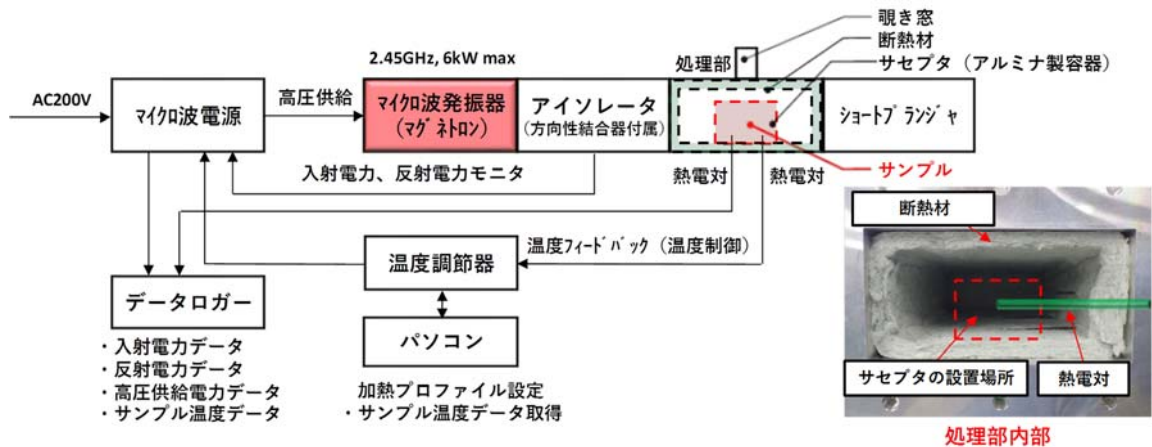 覗き窓
断熱材
サセプタ（アルミナ製容器）
処理部
2.45GHz, 6kW max
AC200V
マイクロ波電源
高圧供給
マイクロ波発振器
（マグネトロン）
アイソレータ
（方向性結合器付属）
ショートプランジャ
サンプル
入射電力、反射電力モニタ
熱電対
熱電対
断熱材
温度フィードバック（温度制御）
温度調節器
データロガー
パソコン
・入射電力データ
・反射電力データ
・高圧供給電力データ
・サンプル温度データ
加熱プロファイル設定
・サンプル温度データ取得
サセプタの設置場所
熱電対
処理部内部